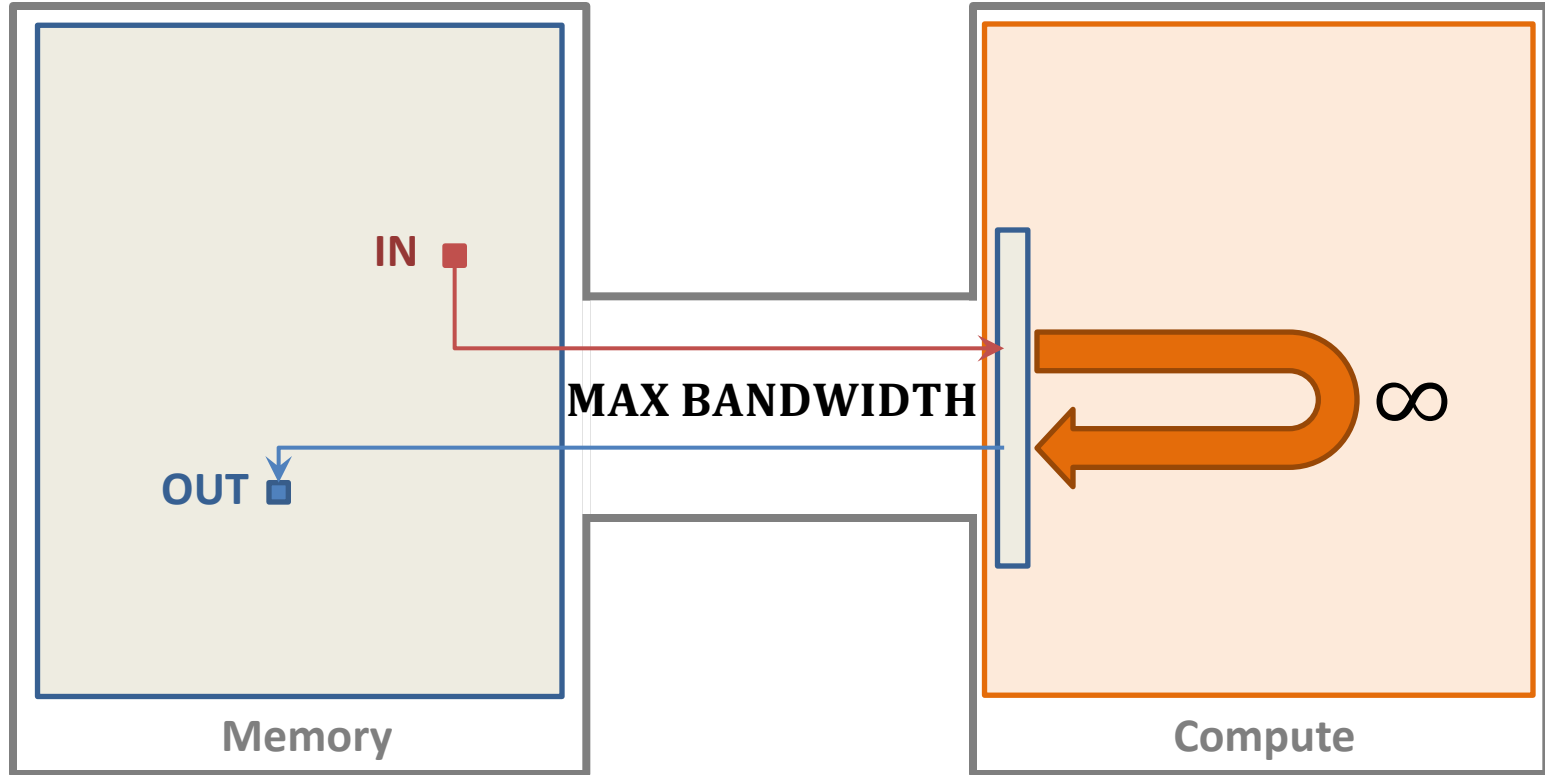 IN
MAX BANDWIDTH
∞
OUT
Memory
Compute